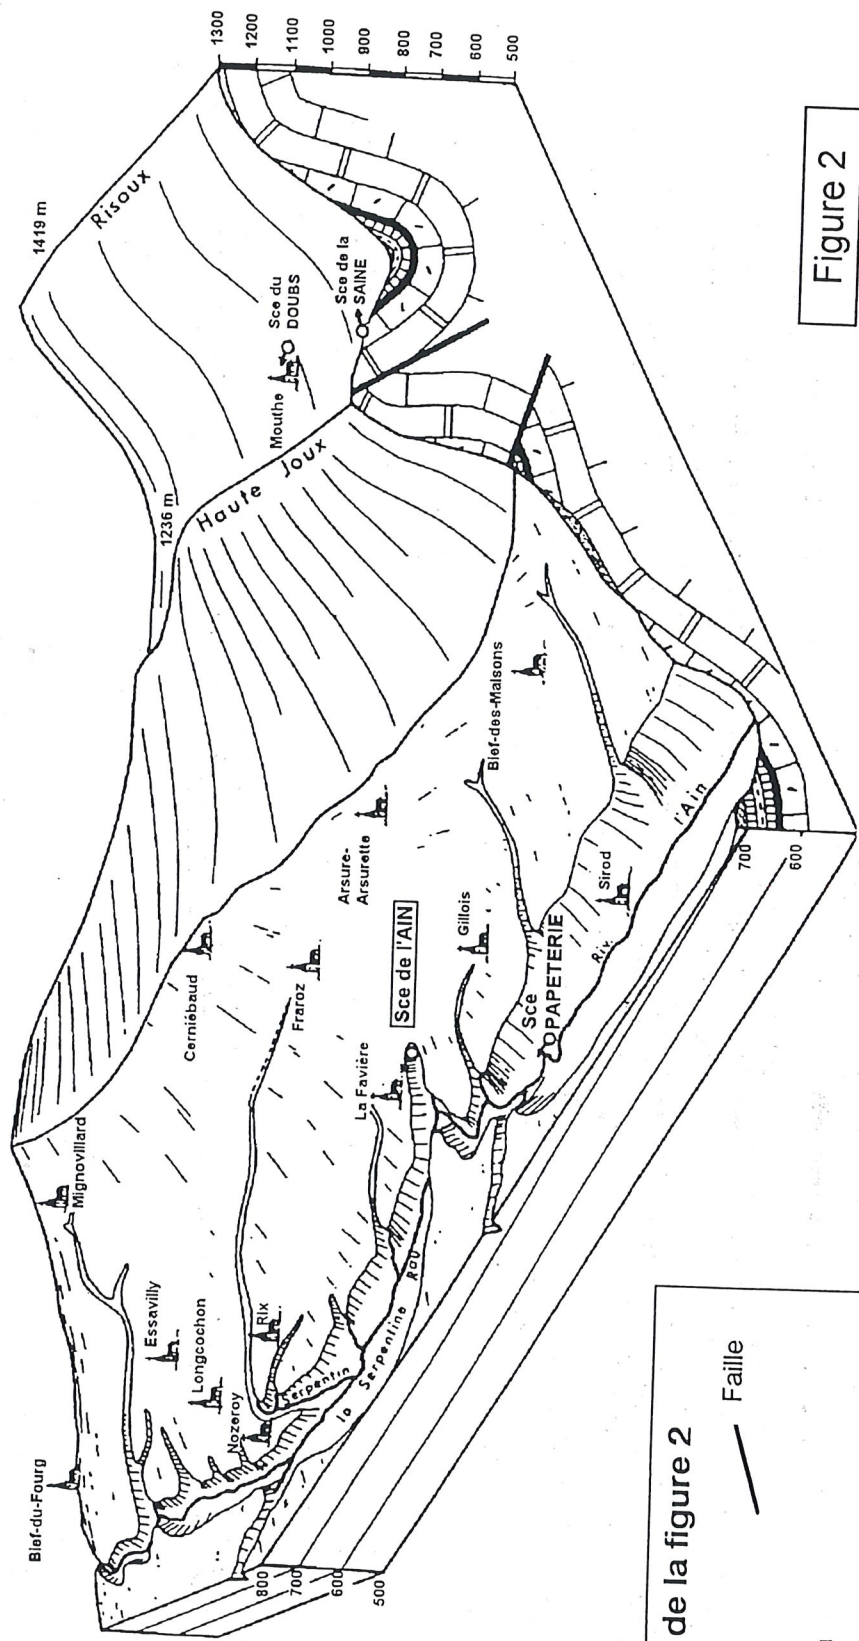 1419 m
Risoux
1236 m
Haute Joux
Mouthe
Sce du
DOUBS
Sce de la
SAINE
1300
1200
1100
1000
900
800
700
600
500
Mignovillard
Cerniébaud
Bief-du-Fourg
Essavilly
Longcochon
Nozeroy
Rix
Fraroz
Arsure-
Arsurette
La Favière
Sce de l'AIN
Gillois
Bief-des-Maisons
Serpentin
la Serpentine
Rau
Sce
PAPETERIE
Sirod
Riv.
l'Ain
800
700
600
500
700
600
Figure 2
de la figure 2
Faille